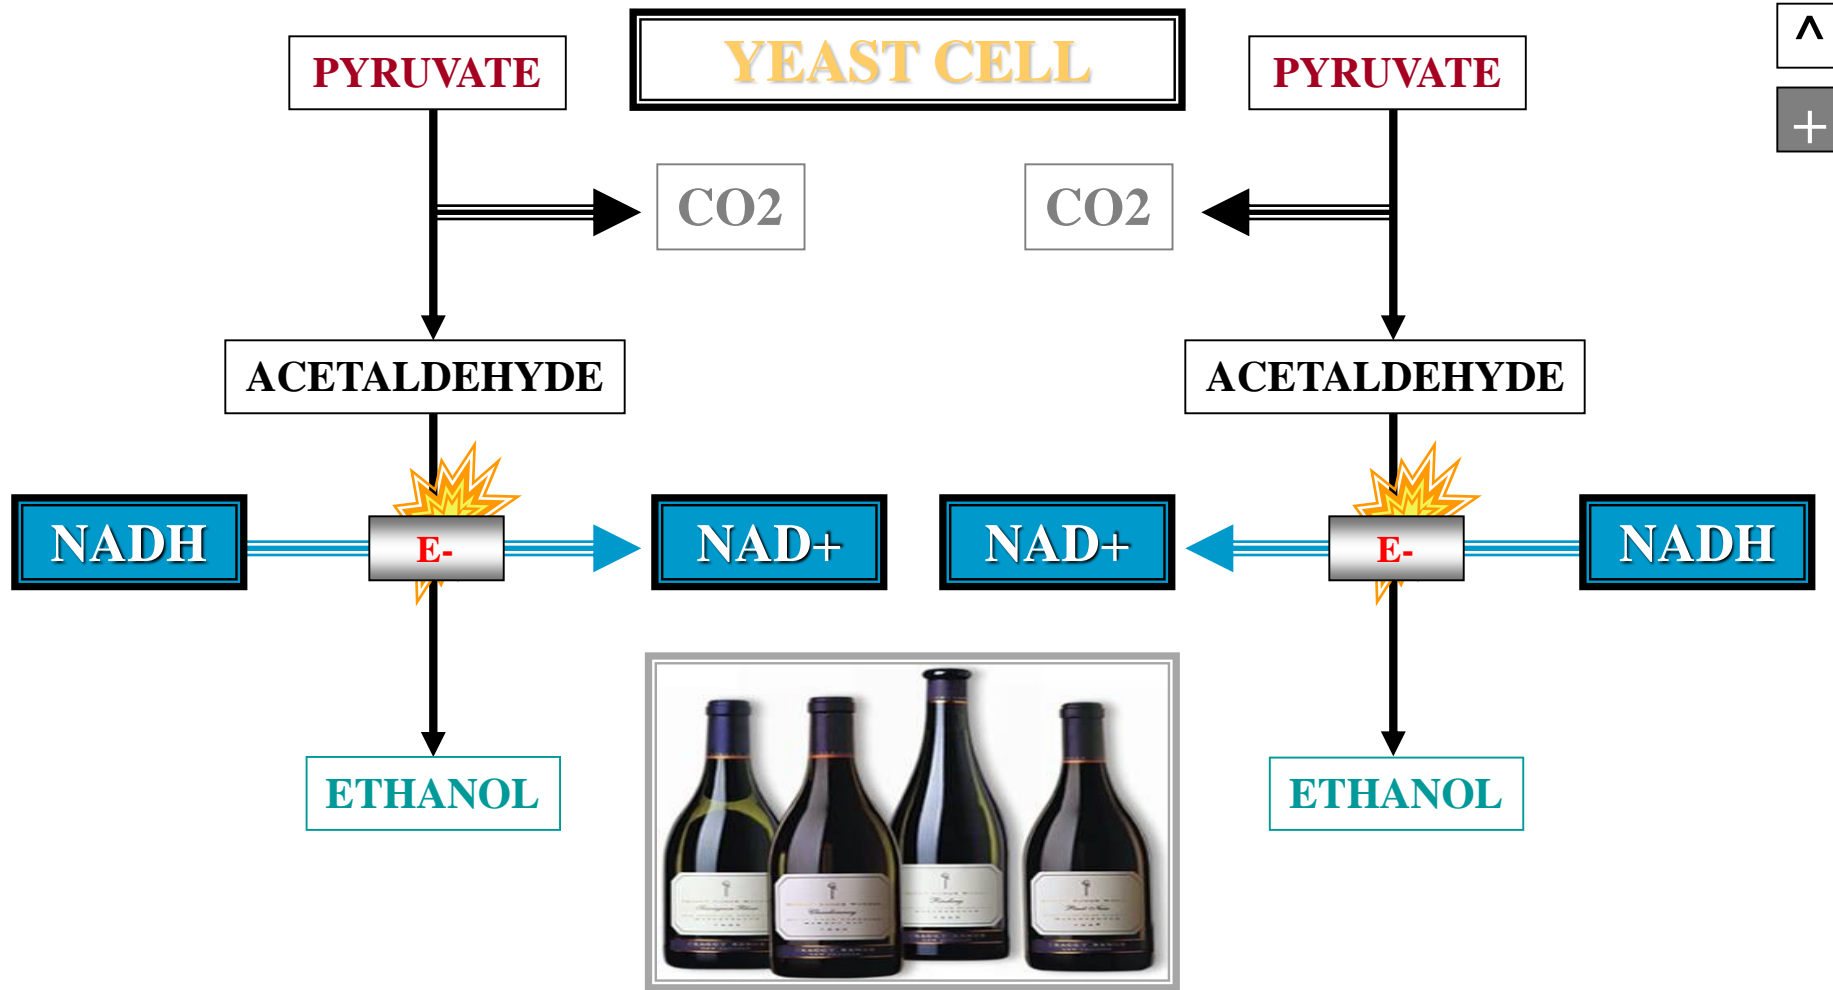 YEAST CELL
^
+
PYRUVATE
PYRUVATE
CO2
CO2
ACETALDEHYDE
ACETALDEHYDE
NADH
E-
NAD+
NAD+
E-
NADH
ETHANOL
ETHANOL